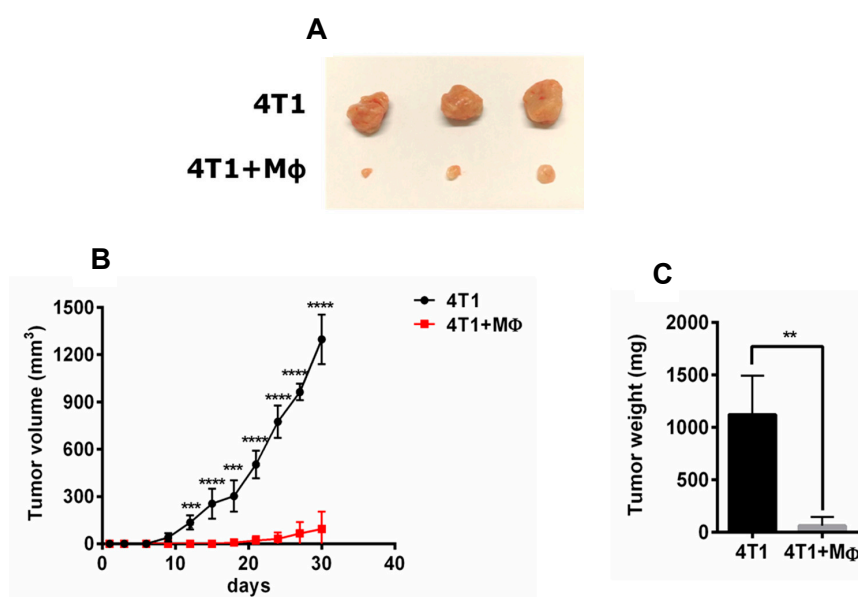 A
4T1
4T1+Mϕ
B
Tumor volume (mm³)
1500
1200
900
600
300
0
0
10
20
30
40
days
***
****
***
****
****
****
****
4T1
4T1+MΦ
C
Tumor weight (mg)
2000
1500
1000
500
0
**
4T1
4T1+MΦ